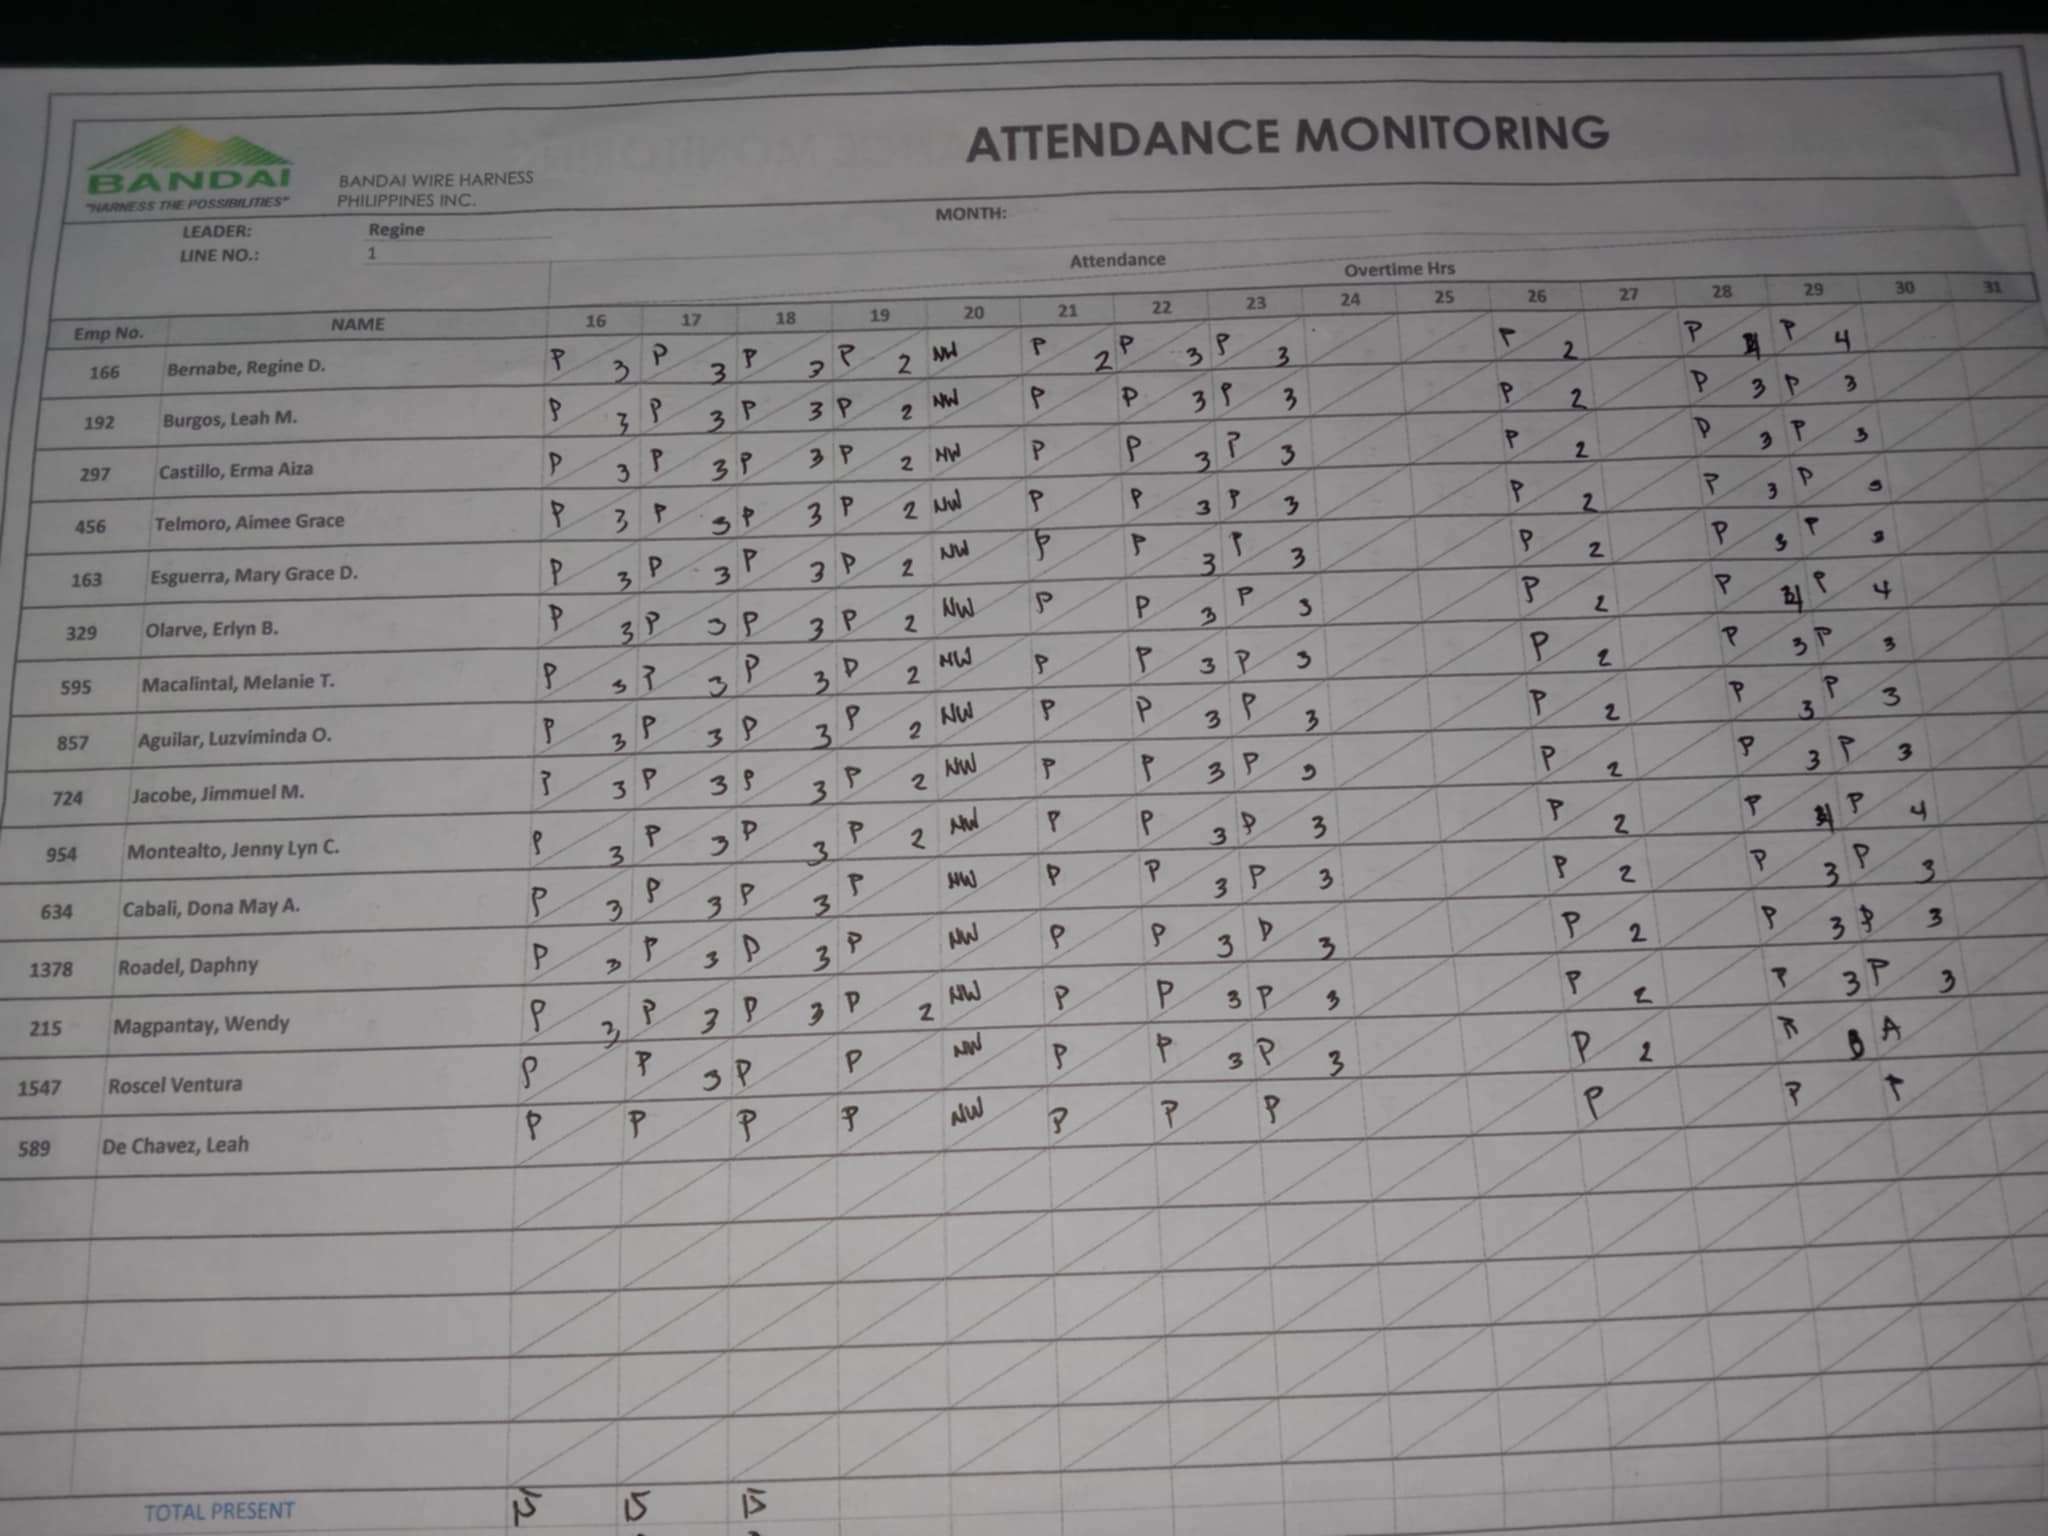 ATTENDANCE MONITORING
BANDAI
"HARNESS THE POSSIBILITIES"
BANDAI WIRE HARNESS
PHILIPPINES INC.
MONTH:
LEADER: Regine
LINE NO.: 1
Attendance Overtime Hrs
Emp No. NAME 16 17 18 19 20 21 22 23 24 25 26 27 28 29 30 31
166 Bernabe, Regine D. P 3 P 3 P 3 P 2 NW P 2 P 3 P 3 P 2 P P 4
192 Burgos, Leah M. P 3 P 3 P 3 P 2 NW P P 3 P 3 P 2 P 3 P 3
297 Castillo, Erma Aiza P 3 P 3 P 3 P 2 NW P P 3 P 3 P 2 P 3 P 3
456 Telmoro, Aimee Grace P 3 P 3 P 3 P 2 NW P P 3 P 3 P 2 P 3 P 3
163 Esguerra, Mary Grace D. P 3 P 3 P 3 P 2 NW P P 3 P 3 P 2 P 3 P 3
329 Olarve, Erlyn B. P 3 P 3 P 3 P 2 NW P P 3 P 3 P 2 P P 4
595 Macalintal, Melanie T. P 3 P 3 P 3 P 2 NW P P 3 P 3 P 2 P 3 P 3
857 Aguilar, Luzviminda O. P 3 P 3 P 3 P 2 NW P P 3 P 3 P 2 P 3 P 3
724 Jacobe, Jimmuel M. P 3 P 3 P 3 P 2 NW P P 3 P 3 P 2 P 3 P 3
954 Montealto, Jenny Lyn C. P 3 P 3 P 3 P 2 NW P P 3 P 3 P 2 P P 4
634 Cabali, Dona May A. P 3 P 3 P 3 P NW P P 3 P 3 P 2 P 3 P 3
1378 Roadel, Daphny P 3 P 3 P 3 P NW P P 3 P 3 P 2 P 3 P 3
215 Magpantay, Wendy P 3 P 3 P 3 P 2 NW P P 3 P 3 P 2 P 3 P 3
1547 Roscel Ventura P P 3 P P NW P P 3 P 3 P 2 A
589 De Chavez, Leah P P P P NW P P P P P P
TOTAL PRESENT 15 15 15